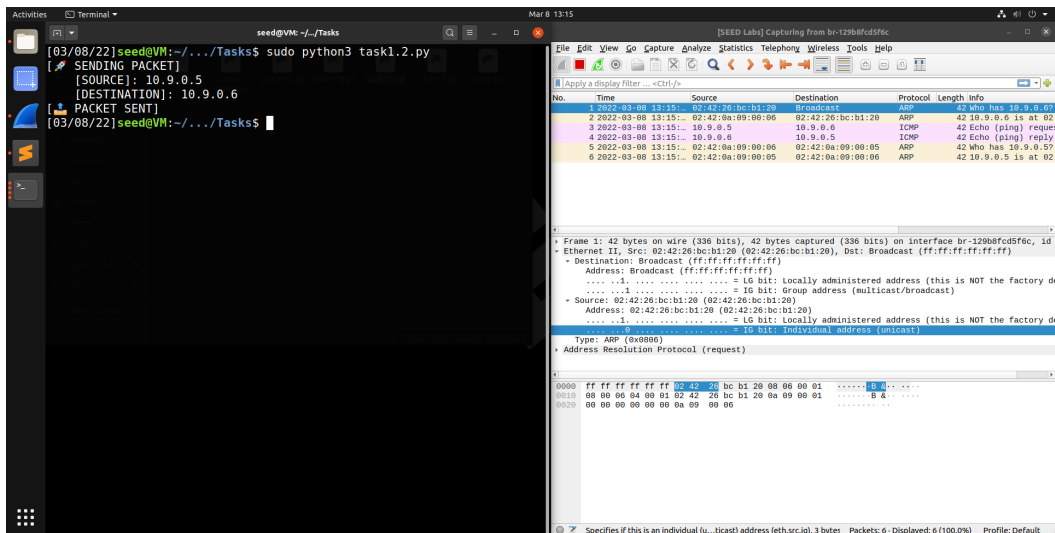 Activities Terminal Mar 8 13:15
seed@VM: ~/.../Tasks
[03/08/22]seed@VM:~/.../Tasks$ sudo python3 task1.2.py
[🚀 SENDING PACKET]
[SOURCE]: 10.9.0.5
[DESTINATION]: 10.9.0.6
[📤 PACKET SENT]
[03/08/22]seed@VM:~/.../Tasks$
[SEED Labs] Capturing from br-129b8fcd5f6c
File Edit View Go Capture Analyze Statistics Telephony Wireless Tools Help
Apply a display filter ... <Ctrl-/>
No. Time Source Destination Protocol Length Info
1 2022-03-08 13:15:… 02:42:26:bc:b1:20 Broadcast ARP 42 Who has 10.9.0.6?
2 2022-03-08 13:15:… 02:42:0a:09:00:06 02:42:26:bc:b1:20 ARP 42 10.9.0.6 is at 02
3 2022-03-08 13:15:… 10.9.0.5 10.9.0.6 ICMP 42 Echo (ping) reque
4 2022-03-08 13:15:… 10.9.0.6 10.9.0.5 ICMP 42 Echo (ping) reply
5 2022-03-08 13:15:… 02:42:0a:09:00:06 02:42:0a:09:00:05 ARP 42 Who has 10.9.0.5?
6 2022-03-08 13:15:… 02:42:0a:09:00:05 02:42:0a:09:00:06 ARP 42 10.9.0.5 is at 02
Frame 1: 42 bytes on wire (336 bits), 42 bytes captured (336 bits) on interface br-129b8fcd5f6c, id
Ethernet II, Src: 02:42:26:bc:b1:20 (02:42:26:bc:b1:20), Dst: Broadcast (ff:ff:ff:ff:ff:ff)
Destination: Broadcast (ff:ff:ff:ff:ff:ff)
Address: Broadcast (ff:ff:ff:ff:ff:ff)
.... ..1. .... .... .... .... = LG bit: Locally administered address (this is NOT the factory de
.... ...1 .... .... .... .... = IG bit: Group address (multicast/broadcast)
Source: 02:42:26:bc:b1:20 (02:42:26:bc:b1:20)
Address: 02:42:26:bc:b1:20 (02:42:26:bc:b1:20)
.... ..1. .... .... .... .... = LG bit: Locally administered address (this is NOT the factory de
.... ...0 .... .... .... .... = IG bit: Individual address (unicast)
Type: ARP (0x0806)
Address Resolution Protocol (request)
0000 ff ff ff ff ff ff 02 42 26 bc b1 20 08 06 00 01 ·······B &·· ····
0010 08 00 06 04 00 01 02 42 26 bc b1 20 0a 09 00 01 ·······B &·· ····
0020 00 00 00 00 00 00 0a 09 00 06 ········ ··
Specifies if this is an individual (u…ticast) address (eth.src.ig), 3 bytes Packets: 6 · Displayed: 6 (100.0%) Profile: Default